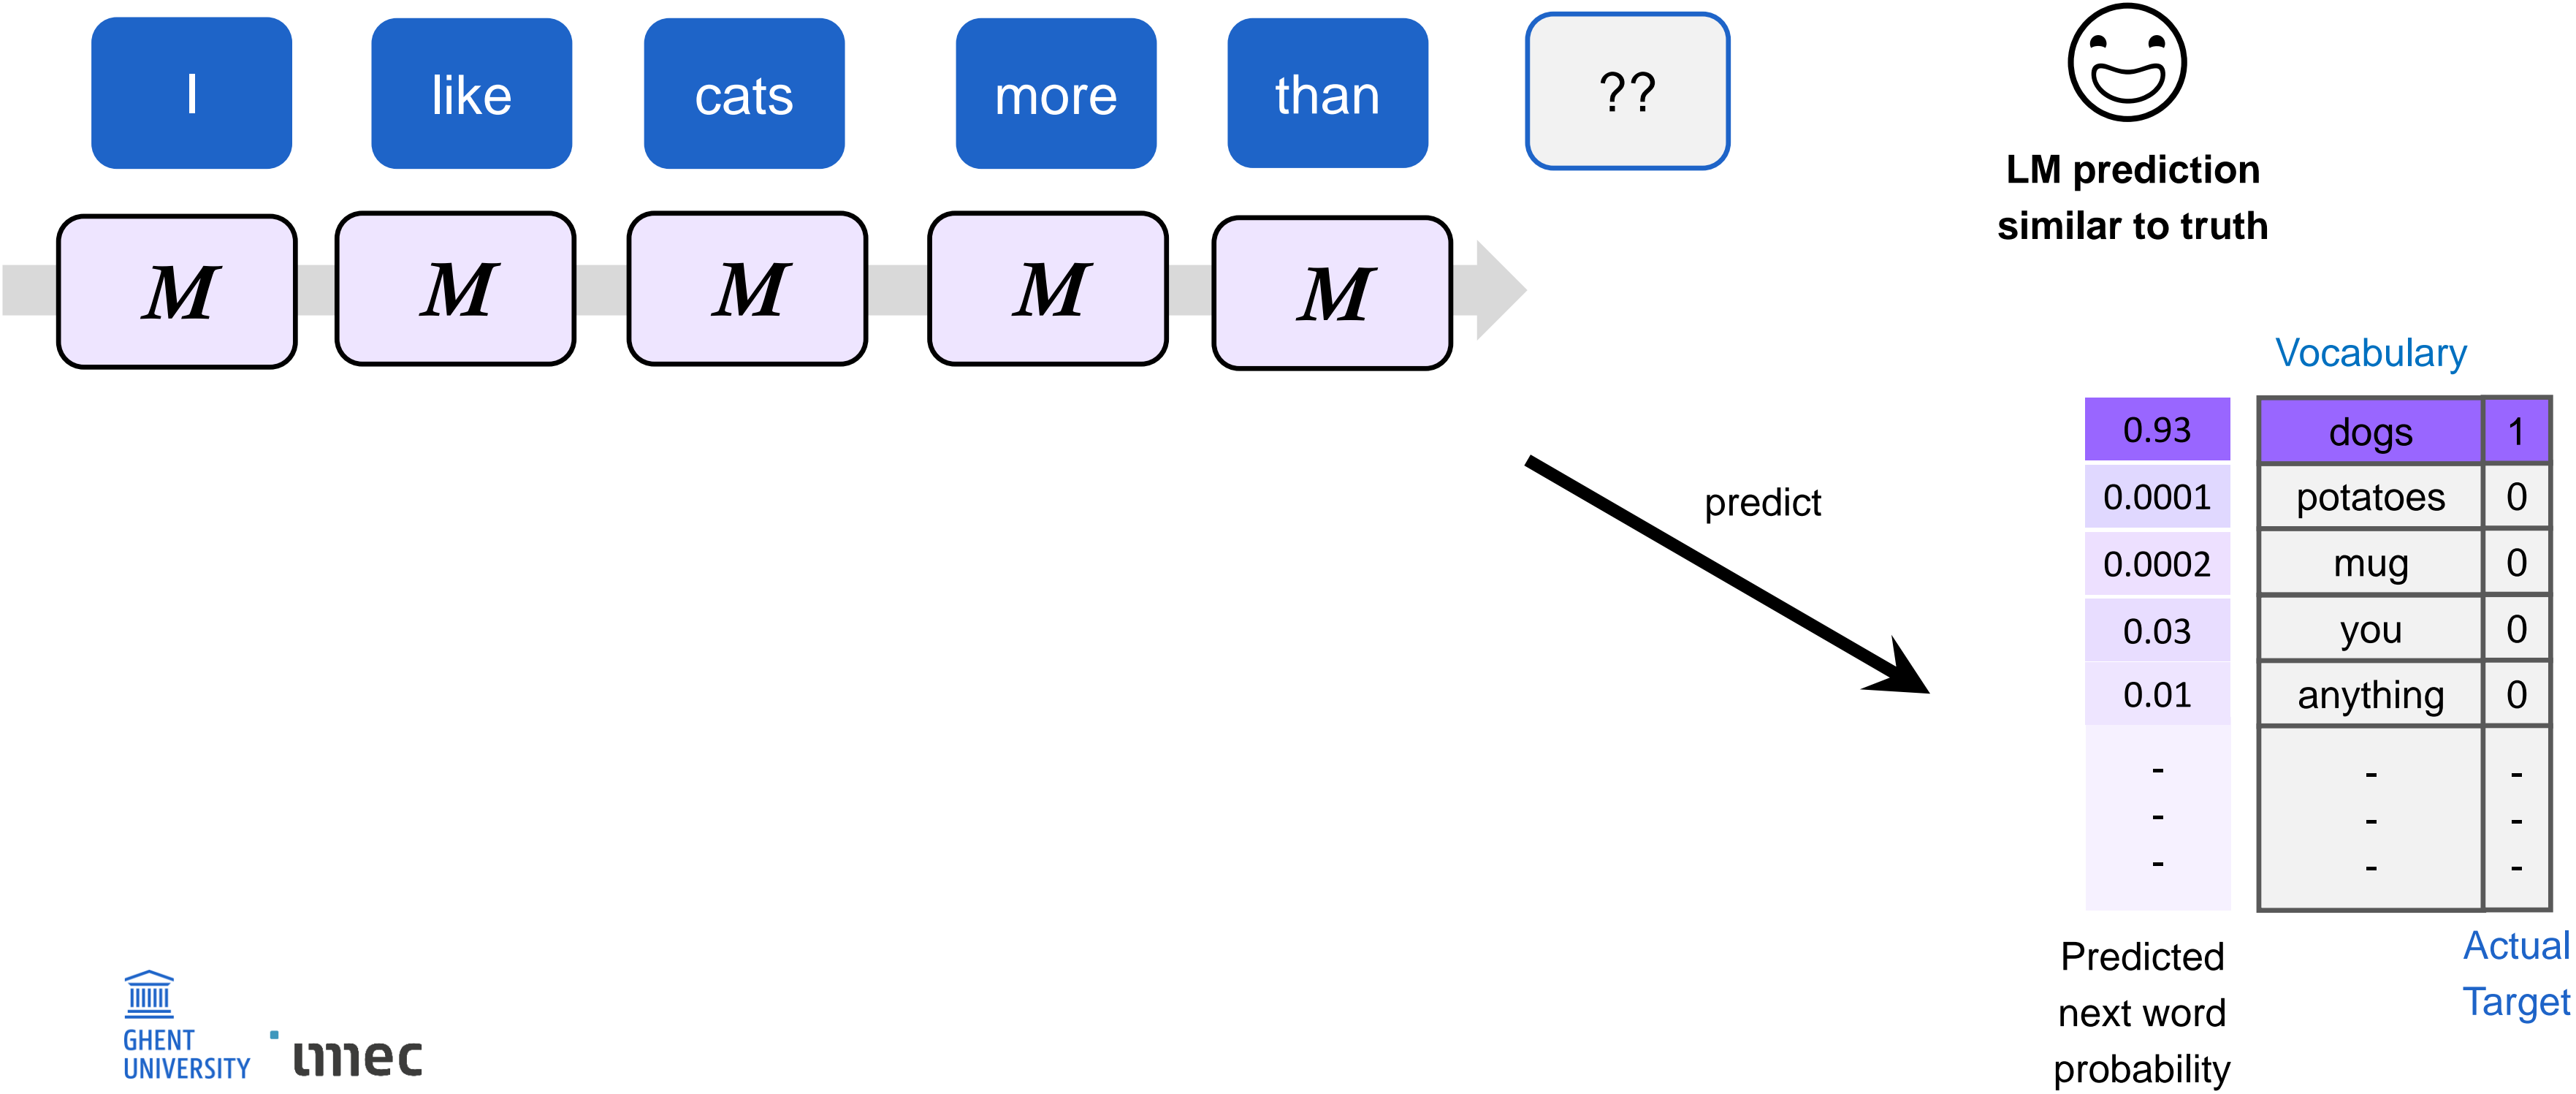 I like cats more than ??
LM prediction
similar to truth
M M M M M
Vocabulary
0.93 dogs 1
predict
0.0001 potatoes 0
0.0002 mug 0
0.03 you 0
0.01 anything 0
- - -
- - -
- - -
Predicted
next word
probability
Actual
Target
GHENT
UNIVERSITY
imec